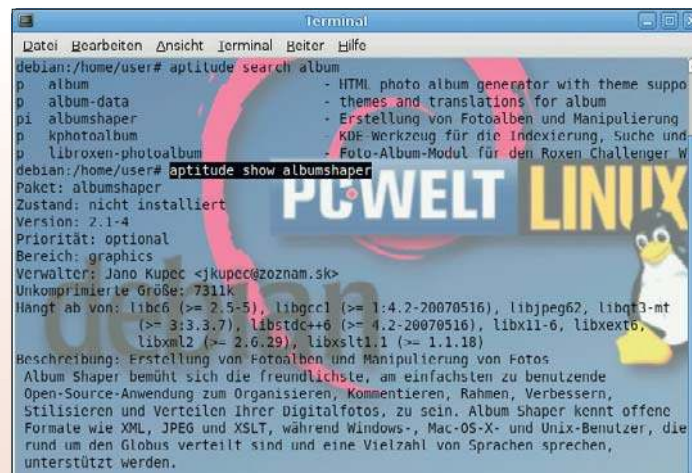 Terminal
Datei Bearbeiten Ansicht Terminal Reiter Hilfe
debian:/home/user# aptitude search album
p album - HTML photo album generator with theme suppo
p album-data - themes and translations for album
pi albumshaper - Erstellung von Fotoalben und Manipulierung
p kphotoalbum - KDE-Werkzeug für die Indexierung, Suche und
p libroxen-photoalbum - Foto-Album-Modul für den Roxen Challenger W
debian:/home/user# aptitude show albumshaper
Paket: albumshaper
Zustand: nicht installiert
Version: 2.1-4
Priorität: optional
Bereich: graphics
Verwalter: Jano Kupec <jkupec@zoznam.sk>
Unkomprimierte Größe: 7311k
Hängt ab von: libc6 (>= 2.5-5), libgcc1 (>= 1:4.2-20070516), libjpeg62, libqt3-mt
(>= 3:3.3.7), libstdc++6 (>= 4.2-20070516), libx11-6, libxext6,
libxml2 (>= 2.6.29), libxslt1.1 (>= 1.1.18)
Beschreibung: Erstellung von Fotoalben und Manipulierung von Fotos
Album Shaper bemüht sich die freundlichste, am einfachsten zu benutzende
Open-Source-Anwendung zum Organisieren, Kommentieren, Rahmen, Verbessern,
Stilisieren und Verteilen Ihrer Digitalfotos, zu sein. Album Shaper kennt offene
Formate wie XML, JPEG und XSLT, während Windows-, Mac-OS-X- und Unix-Benutzer, die
rund um den Globus verteilt sind und eine Vielzahl von Sprachen sprechen,
unterstützt werden.
PC WELT LINUX
debian